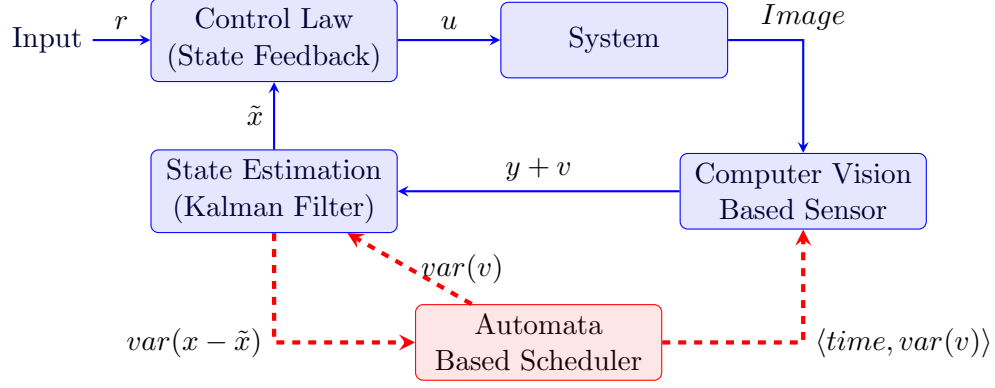 Image
Input
r
Control Law
(State Feedback)
u
System
x̃
State Estimation
(Kalman Filter)
y + v
Computer Vision
Based Sensor
var(v)
var(x − x̃)
Automata
Based Scheduler
⟨time, var(v)⟩